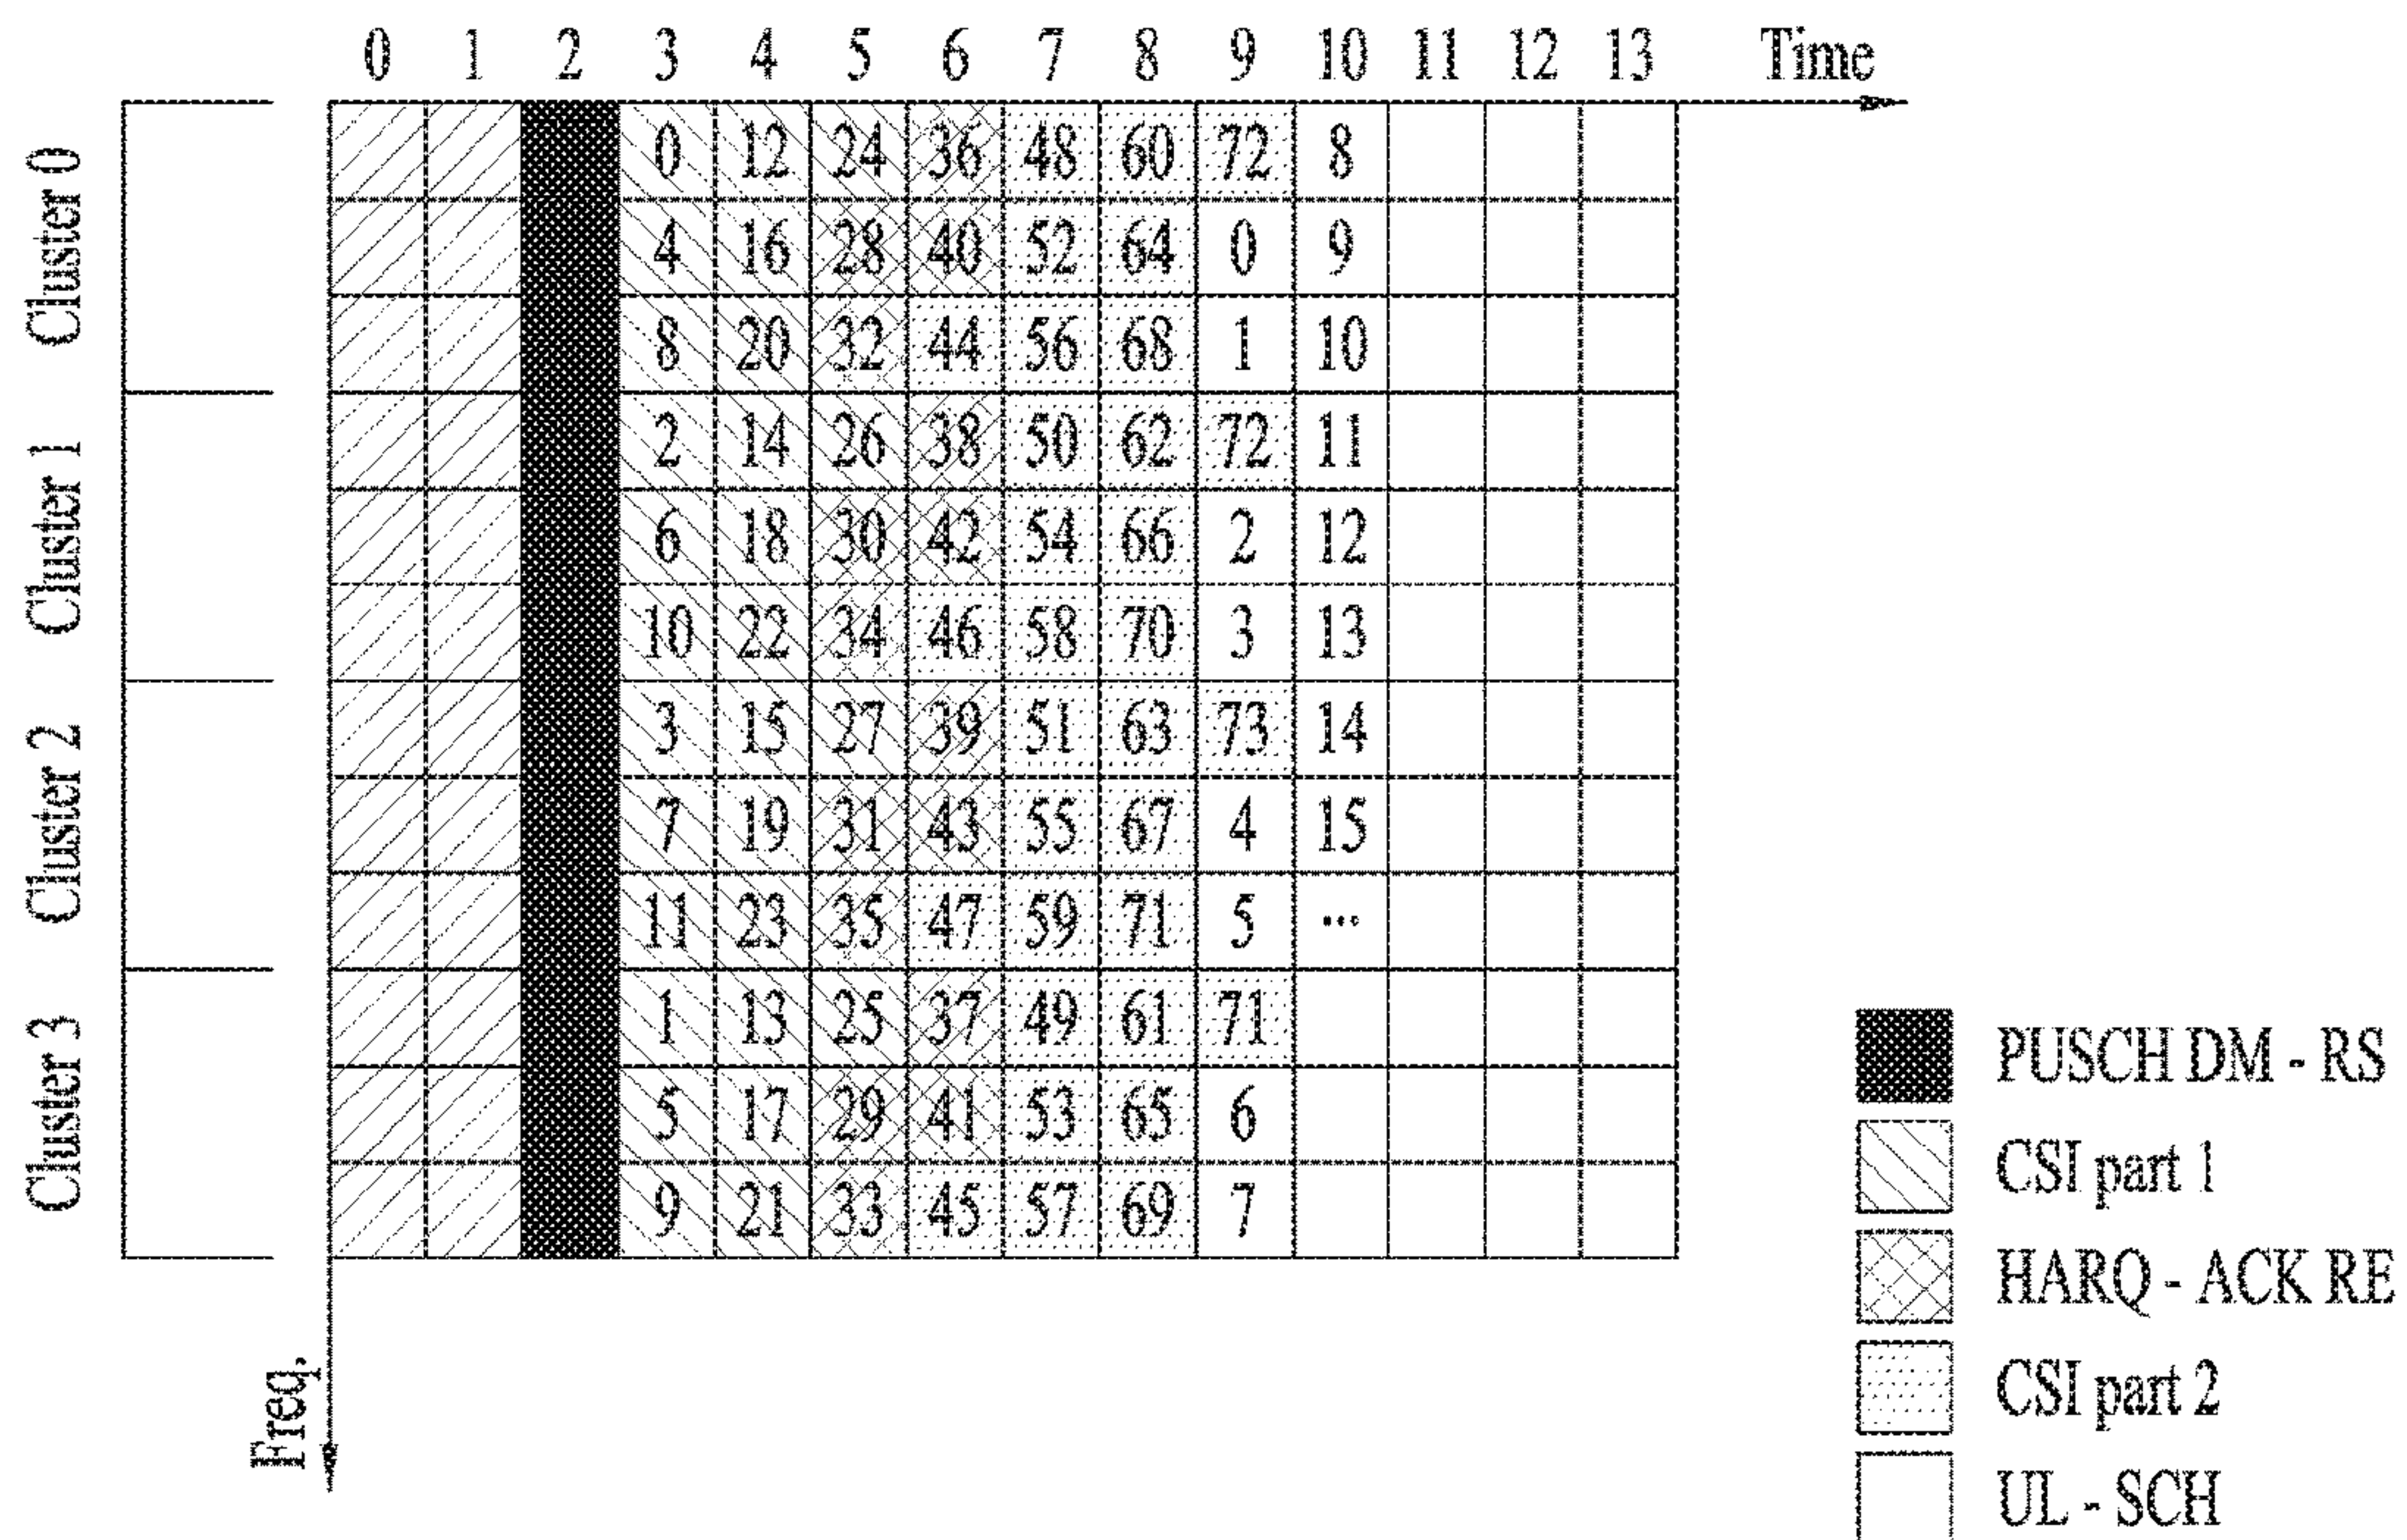 0 1 2 3 4 5 6 7 8 9 10 11 12 13 Time
Cluster 0
0 12 24 36 48 60 72 8
4 16 28 40 52 64 0 9
8 20 32 44 56 68 1 10
Cluster 1
2 14 26 38 50 62 72 11
6 18 30 42 54 66 2 12
10 22 34 46 58 70 3 13
Cluster 2
3 15 27 39 51 63 73 14
7 19 31 43 55 67 4 15
11 23 35 47 59 71 5 ...
Cluster 3
1 13 25 37 49 61 71
5 17 29 41 53 65 6
9 21 33 45 57 69 7
Freq.
PUSCH DM - RS
CSI part 1
HARQ - ACK RE
CSI part 2
UL - SCH